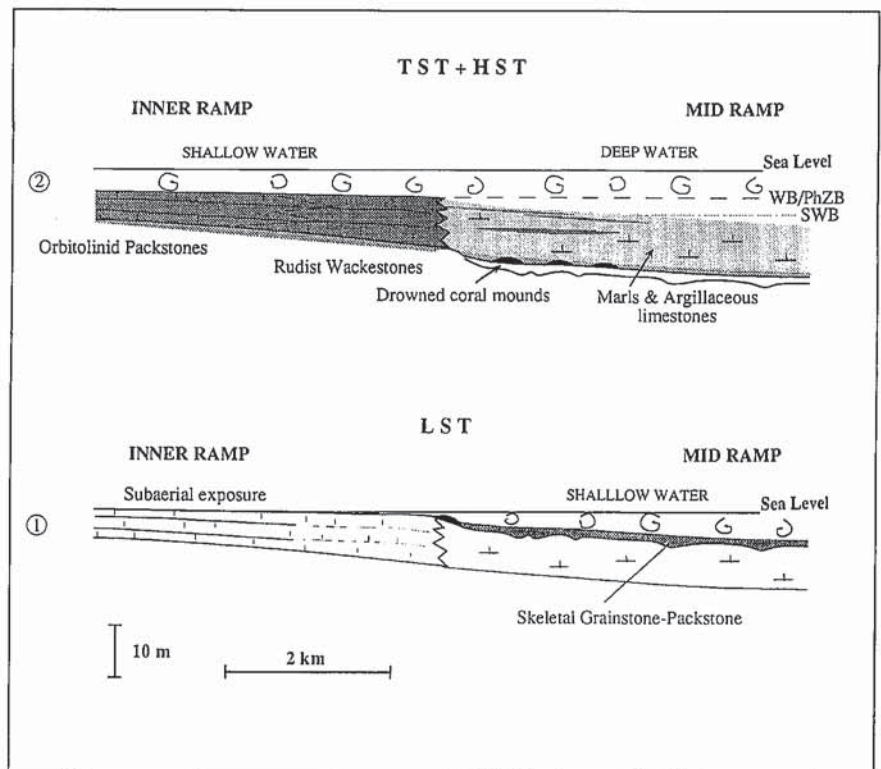 TST + HST
INNER RAMP
MID RAMP
SHALLOW WATER
DEEP WATER
Sea Level
②
WB/PhZB
SWB
Orbitolinid Packstones
Rudist Wackestones
Drowned coral mounds
Marls & Argillaceous
limestones
LST
INNER RAMP
MID RAMP
Subaerial exposure
SHALLLOW WATER
Sea Level
①
Skeletal Grainstone-Packstone
10 m
2 km